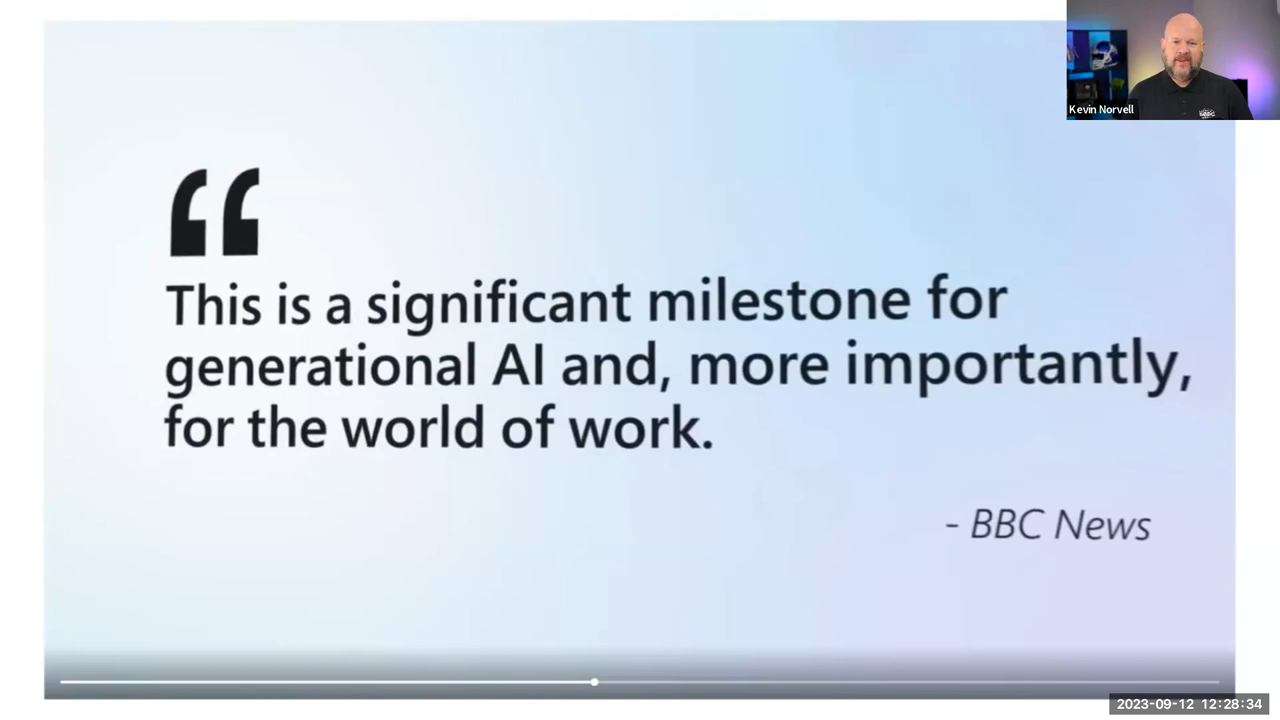 Kevin Norvell
“
This is a significant milestone for
generational AI and, more importantly,
for the world of work.
- BBC News
2023-09-12 12:28:34